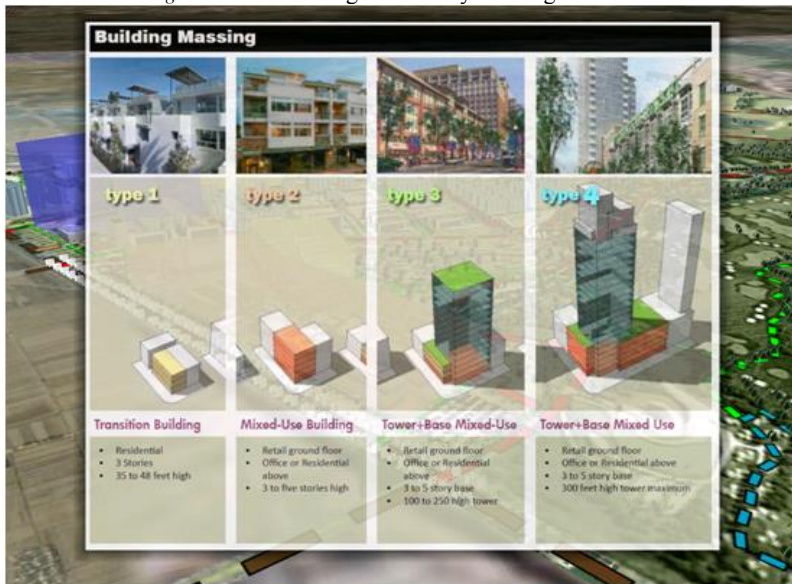 Building Massing
type 1
type 2
type 3
type 4
Transition Building
• Residential
• 3 Stories
• 35 to 48 feet high
Mixed-Use Building
• Retail ground floor
• Office or Residential
above
• 3 to five stories high
Tower+Base Mixed-Use
• Retail ground floor
• Office or Residential
above
• 3 to 5 story base
• 100 to 250 high tower
Tower+Base Mixed Use
• Retail ground floor
• Office or Residential above
• 3 to 5 story base
• 300 feet high tower maximum